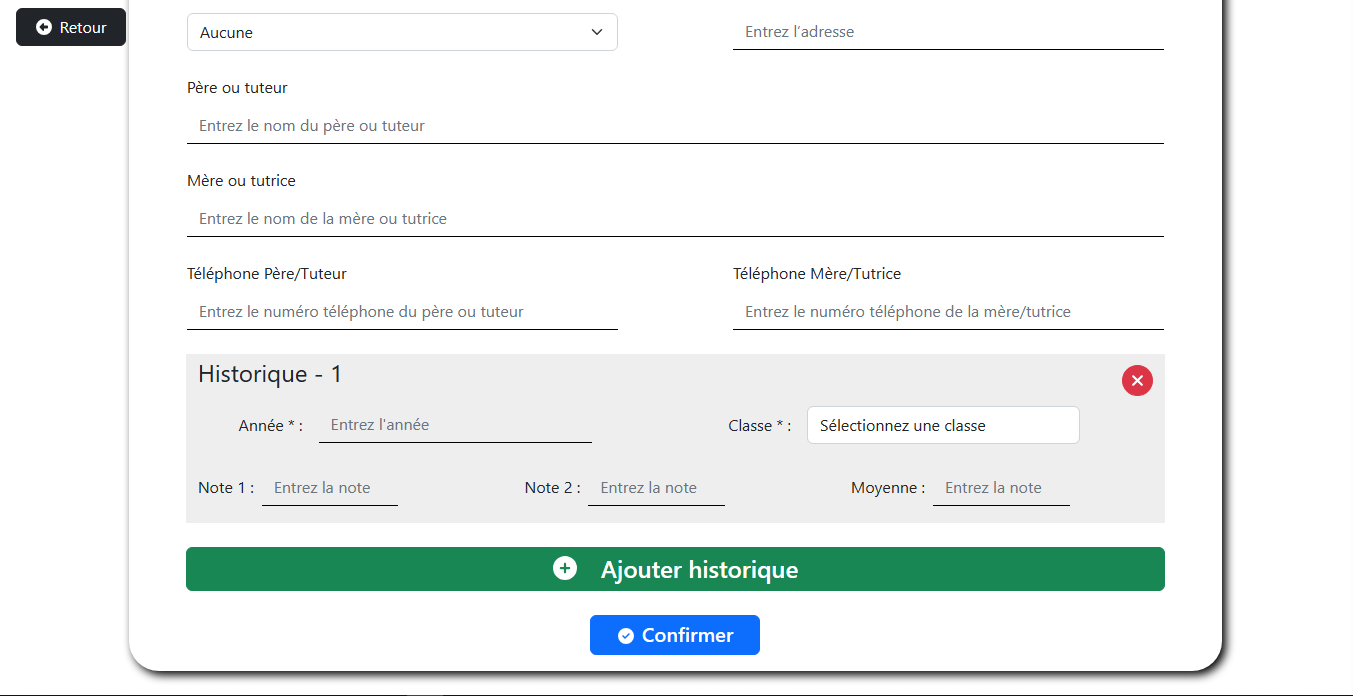 Retour
Aucune
Entrez l'adresse
Père ou tuteur
Entrez le nom du père ou tuteur
Mère ou tutrice
Entrez le nom de la mère ou tutrice
Téléphone Père/Tuteur
Téléphone Mère/Tutrice
Entrez le numéro téléphone du père ou tuteur
Entrez le numéro téléphone de la mère/tutrice
Historique - 1
Année * :
Entrez l'année
Classe * :
Sélectionnez une classe
Note 1 :
Entrez la note
Note 2 :
Entrez la note
Moyenne :
Entrez la note
Ajouter historique
Confirmer